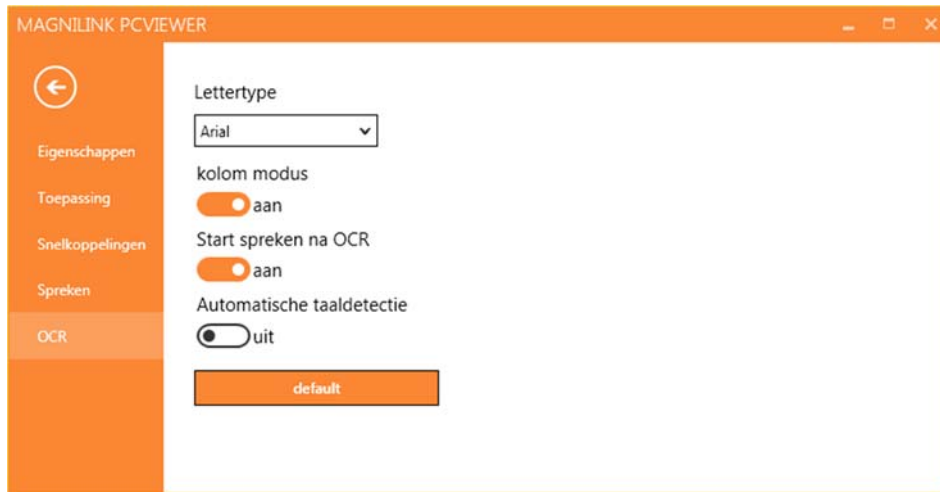 MAGNILINK PCVIEWER
Eigenschappen
Toepassing
Snelkoppelingen
Spreken
OCR
Lettertype
Arial
kolom modus
aan
Start spreken na OCR
aan
Automatische taaldetectie
uit
default